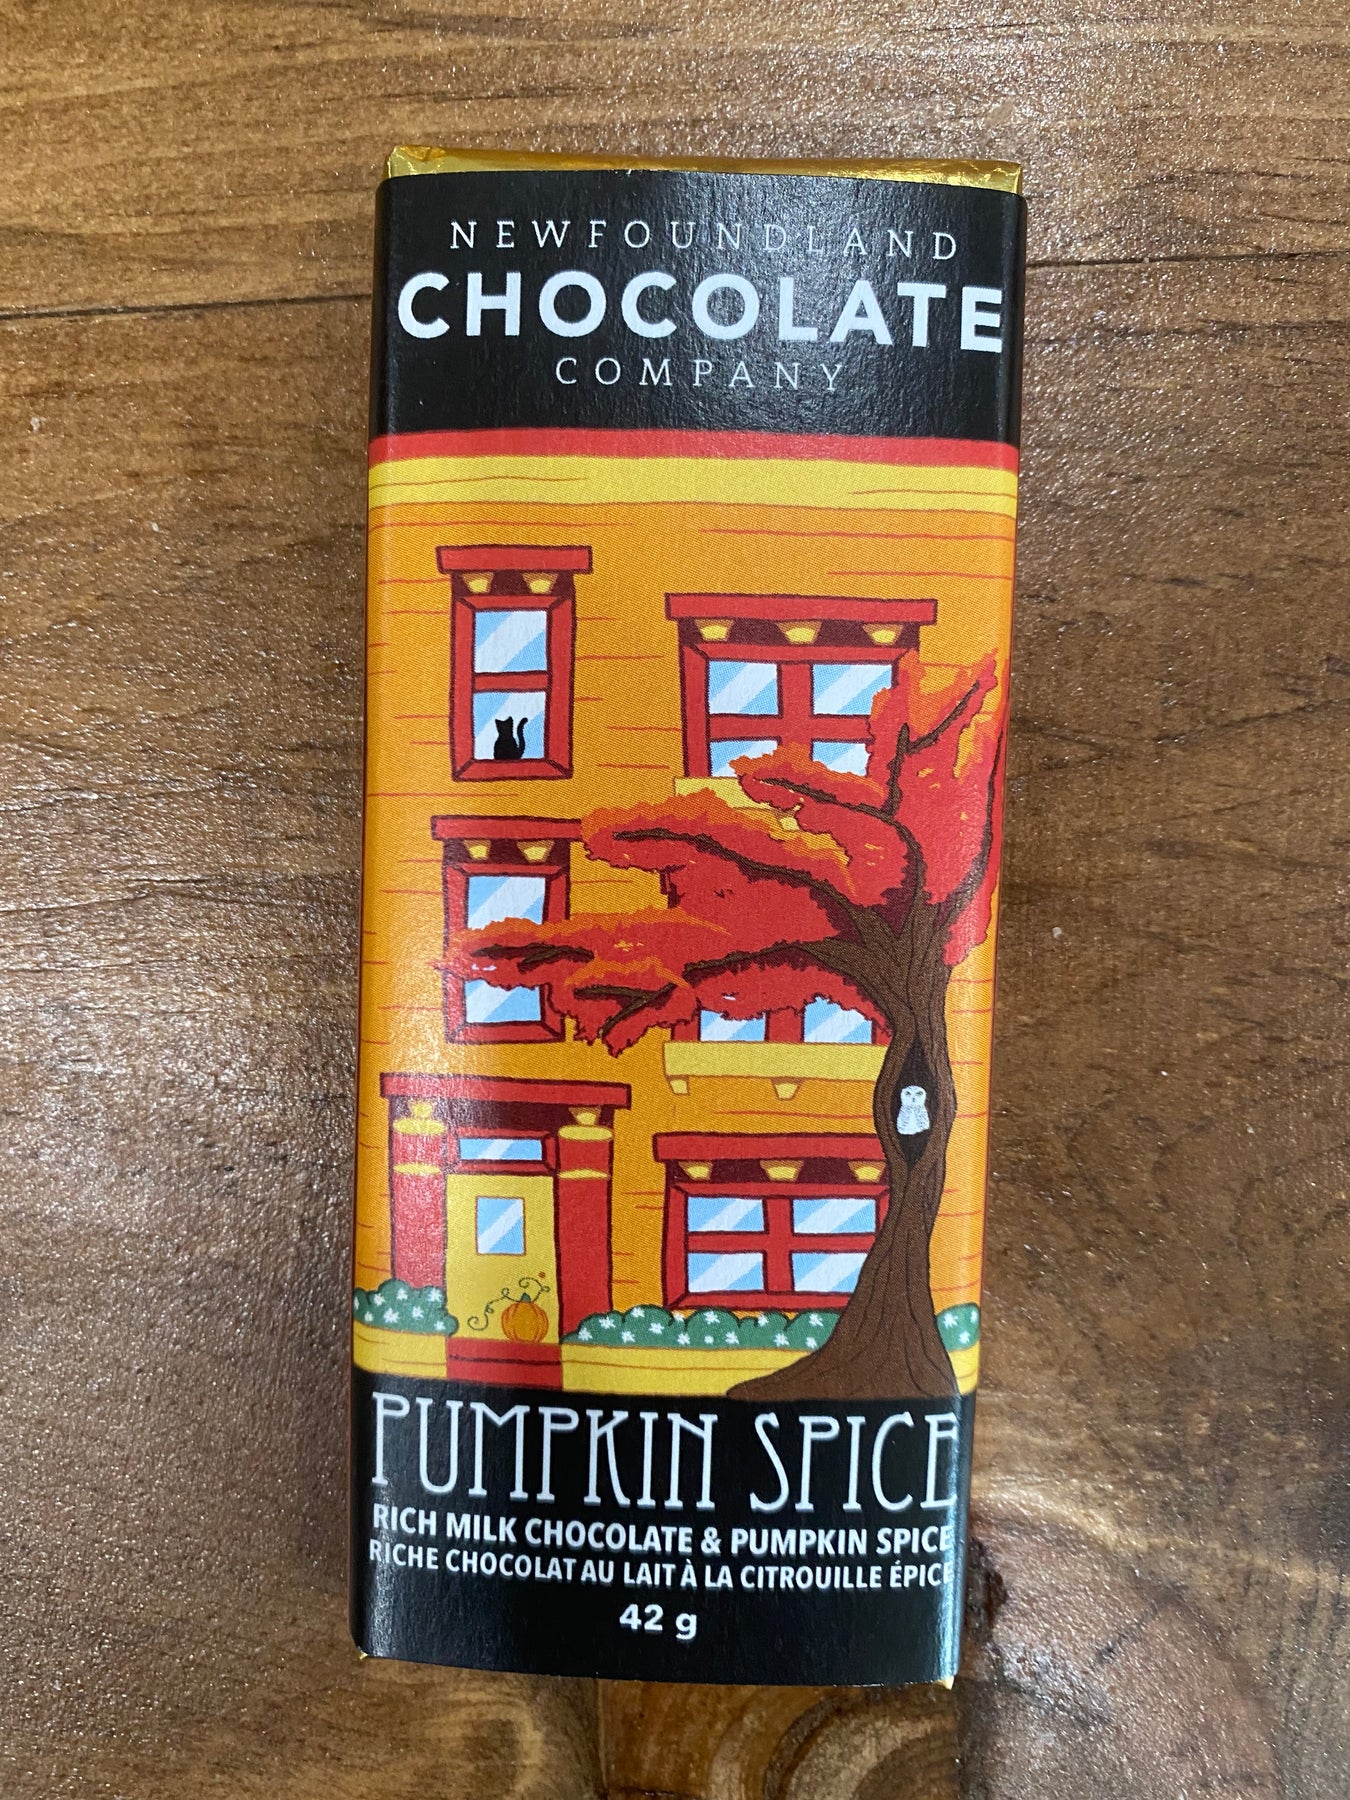 NEWFOUNDLAND
CHOCOLATE
COMPANY
PUMPKIN SPICE
RICH MILK CHOCOLATE & PUMPKIN SPICE
RICHE CHOCOLAT AU LAIT À LA CITROUILLE ÉPICE
42 g